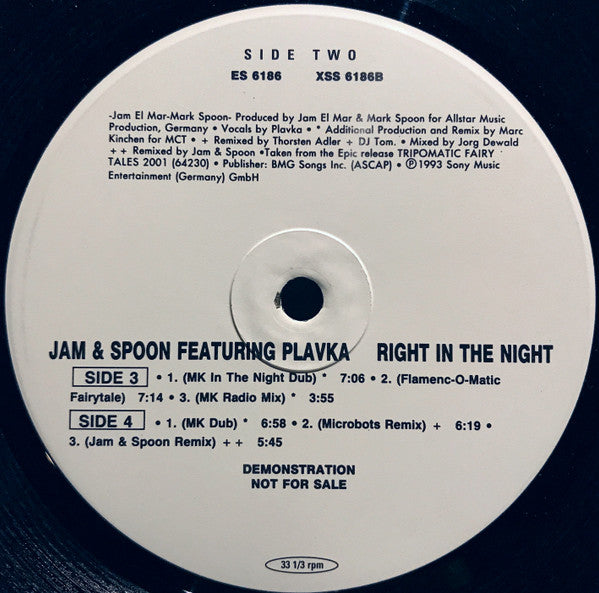 SIDE TWO
ES 6186 XSS 6186B
-Jam El Mar-Mark Spoon- Produced by Jam El Mar & Mark Spoon for Allstar Music
Production, Germany • Vocals by Plavka • * Additional Production and Remix by Marc
Kinchen for MCT • + Remixed by Thorsten Adler + DJ Tom. • Mixed by Jorg Dewald
+ + Remixed by Jam & Spoon •Taken from the Epic release TRIPOMATIC FAIRY
TALES 2001 (64230) • Publisher: BMG Songs Inc. (ASCAP) • ℗1993 Sony Music
Entertainment (Germany) GmbH
JAM & SPOON FEATURING PLAVKA RIGHT IN THE NIGHT
SIDE 3 • 1. (MK In The Night Dub) * 7:06 • 2. (Flamenc-O-Matic
Fairytale) 7:14 • 3. (MK Radio Mix) * 3:55
SIDE 4 • 1. (MK Dub) * 6:58 • 2. (Microbots Remix) + 6:19 •
3. (Jam & Spoon Remix) + + 5:45
DEMONSTRATION
NOT FOR SALE
33 1/3 rpm